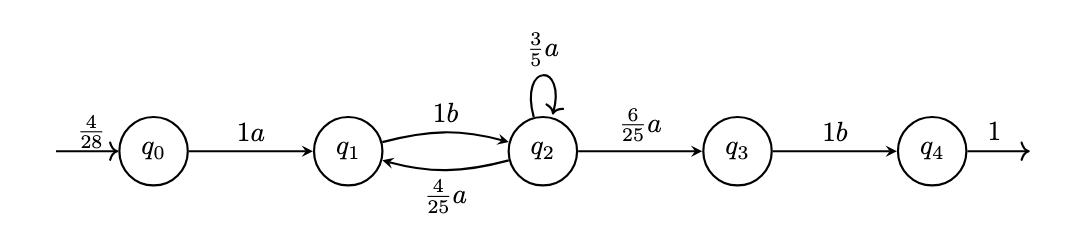 3/5 a
4/28 1a 1b 6/25 a 1b 1
q₀ q₁ q₂ q₃ q₄
4/25 a